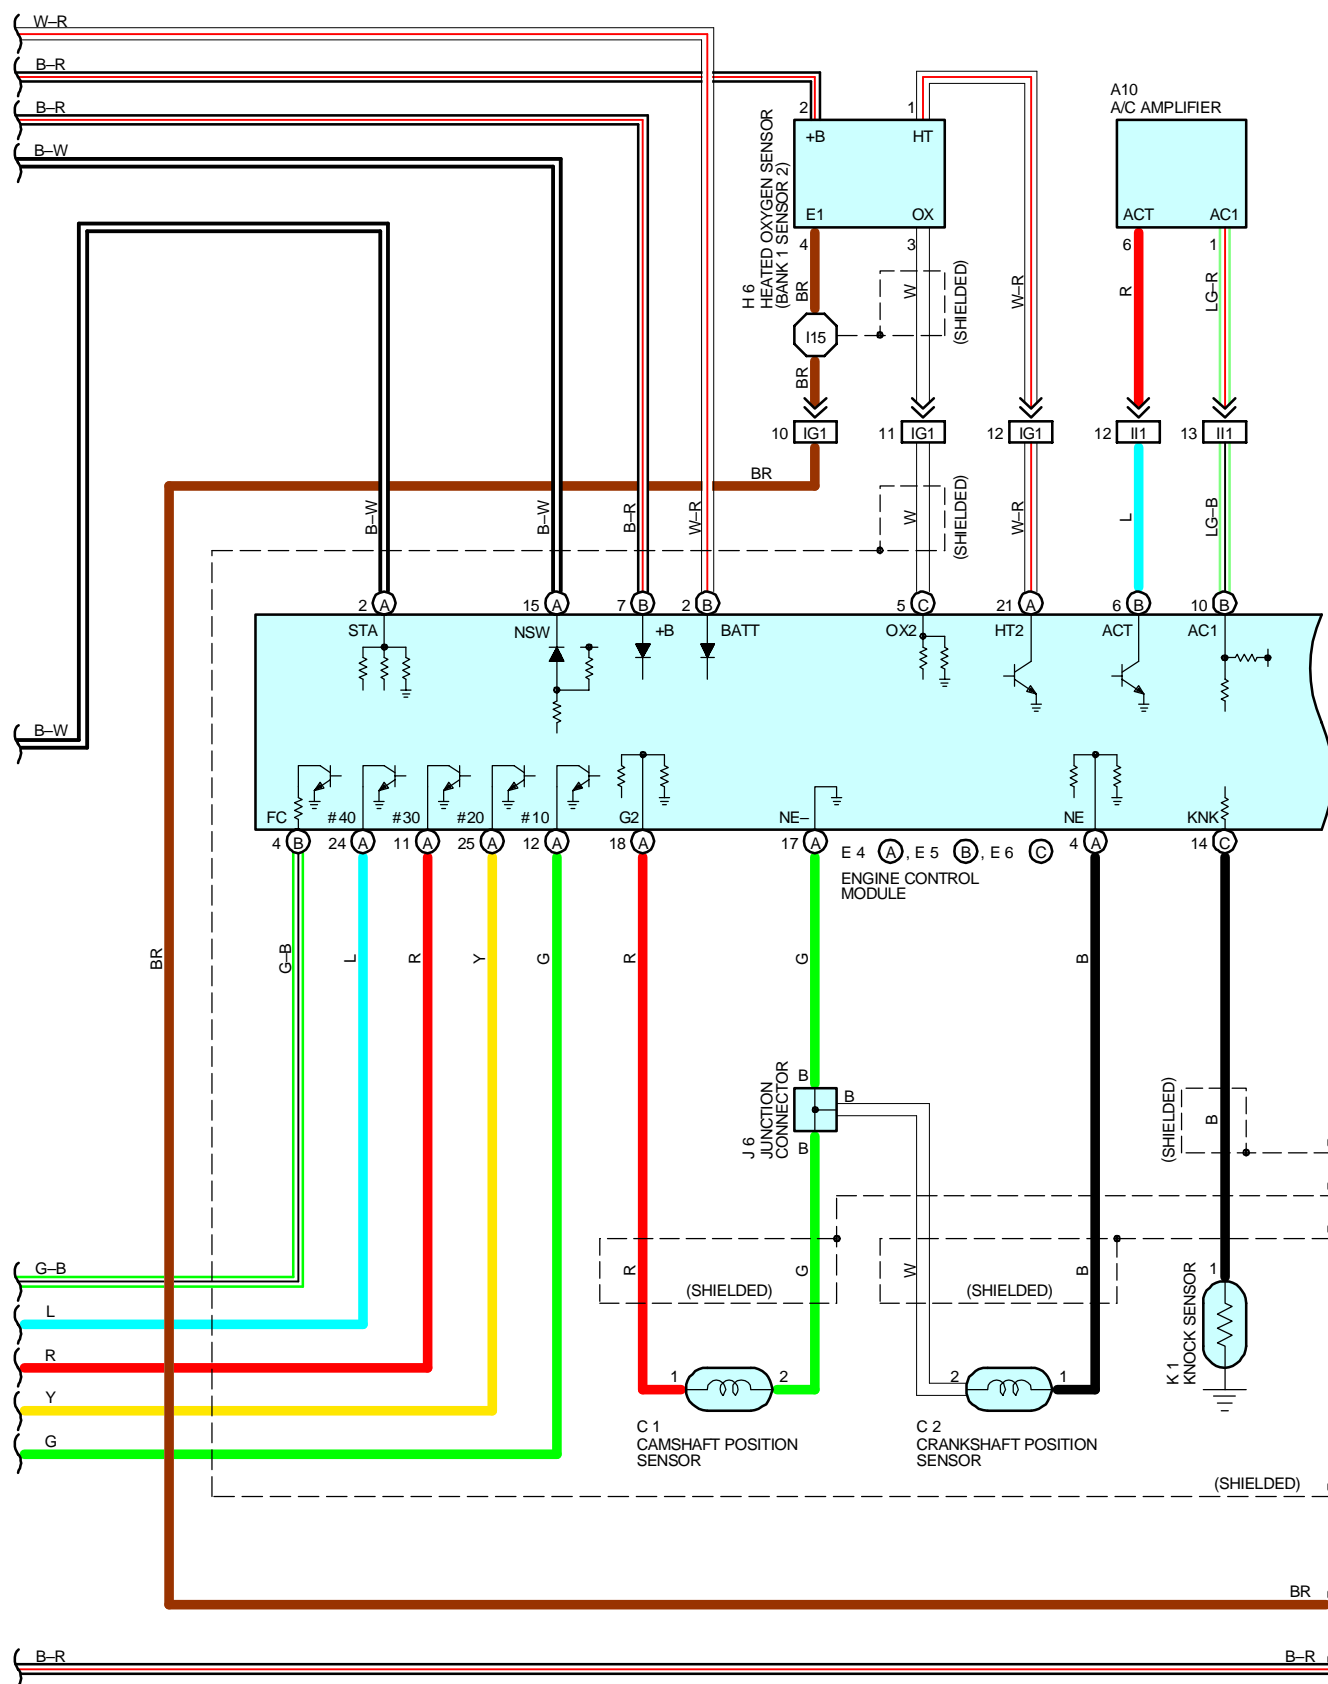 W–R
B–R
B–R
B–W
A10
A/C AMPLIFIER
2
1
+B
HT
E1
OX
ACT
AC1
H 6
HEATED OXYGEN SENSOR
(BANK 1 SENSOR 2)
4
3
6
1
BR
W
(SHIELDED)
W–R
R
LG–R
I15
BR
10
IG1
11
IG1
12
IG1
12
II1
13
II1
BR
B–W
B–W
B–R
W–R
W
(SHIELDED)
W–R
L
LG–B
2
A
15
A
7
B
2
B
5
C
21
A
6
B
10
B
STA
NSW
+B
BATT
OX2
HT2
ACT
AC1
B–W
FC
#40
#30
#20
#10
G2
NE–
NE
KNK
4
B
24
A
11
A
25
A
12
A
18
A
17
A
4
A
14
C
E 4 A , E 5 B , E 6 C
ENGINE CONTROL
MODULE
BR
G–B
L
R
Y
G
R
G
B
B
B
B
J 6
JUNCTION
CONNECTOR
(SHIELDED)
B
G–B
R
(SHIELDED)
G
W
(SHIELDED)
B
1
K 1
KNOCK SENSOR
L
R
Y
G
1
2
2
1
C 1
CAMSHAFT POSITION
SENSOR
C 2
CRANKSHAFT POSITION
SENSOR
(SHIELDED)
BR
B–R
B–R